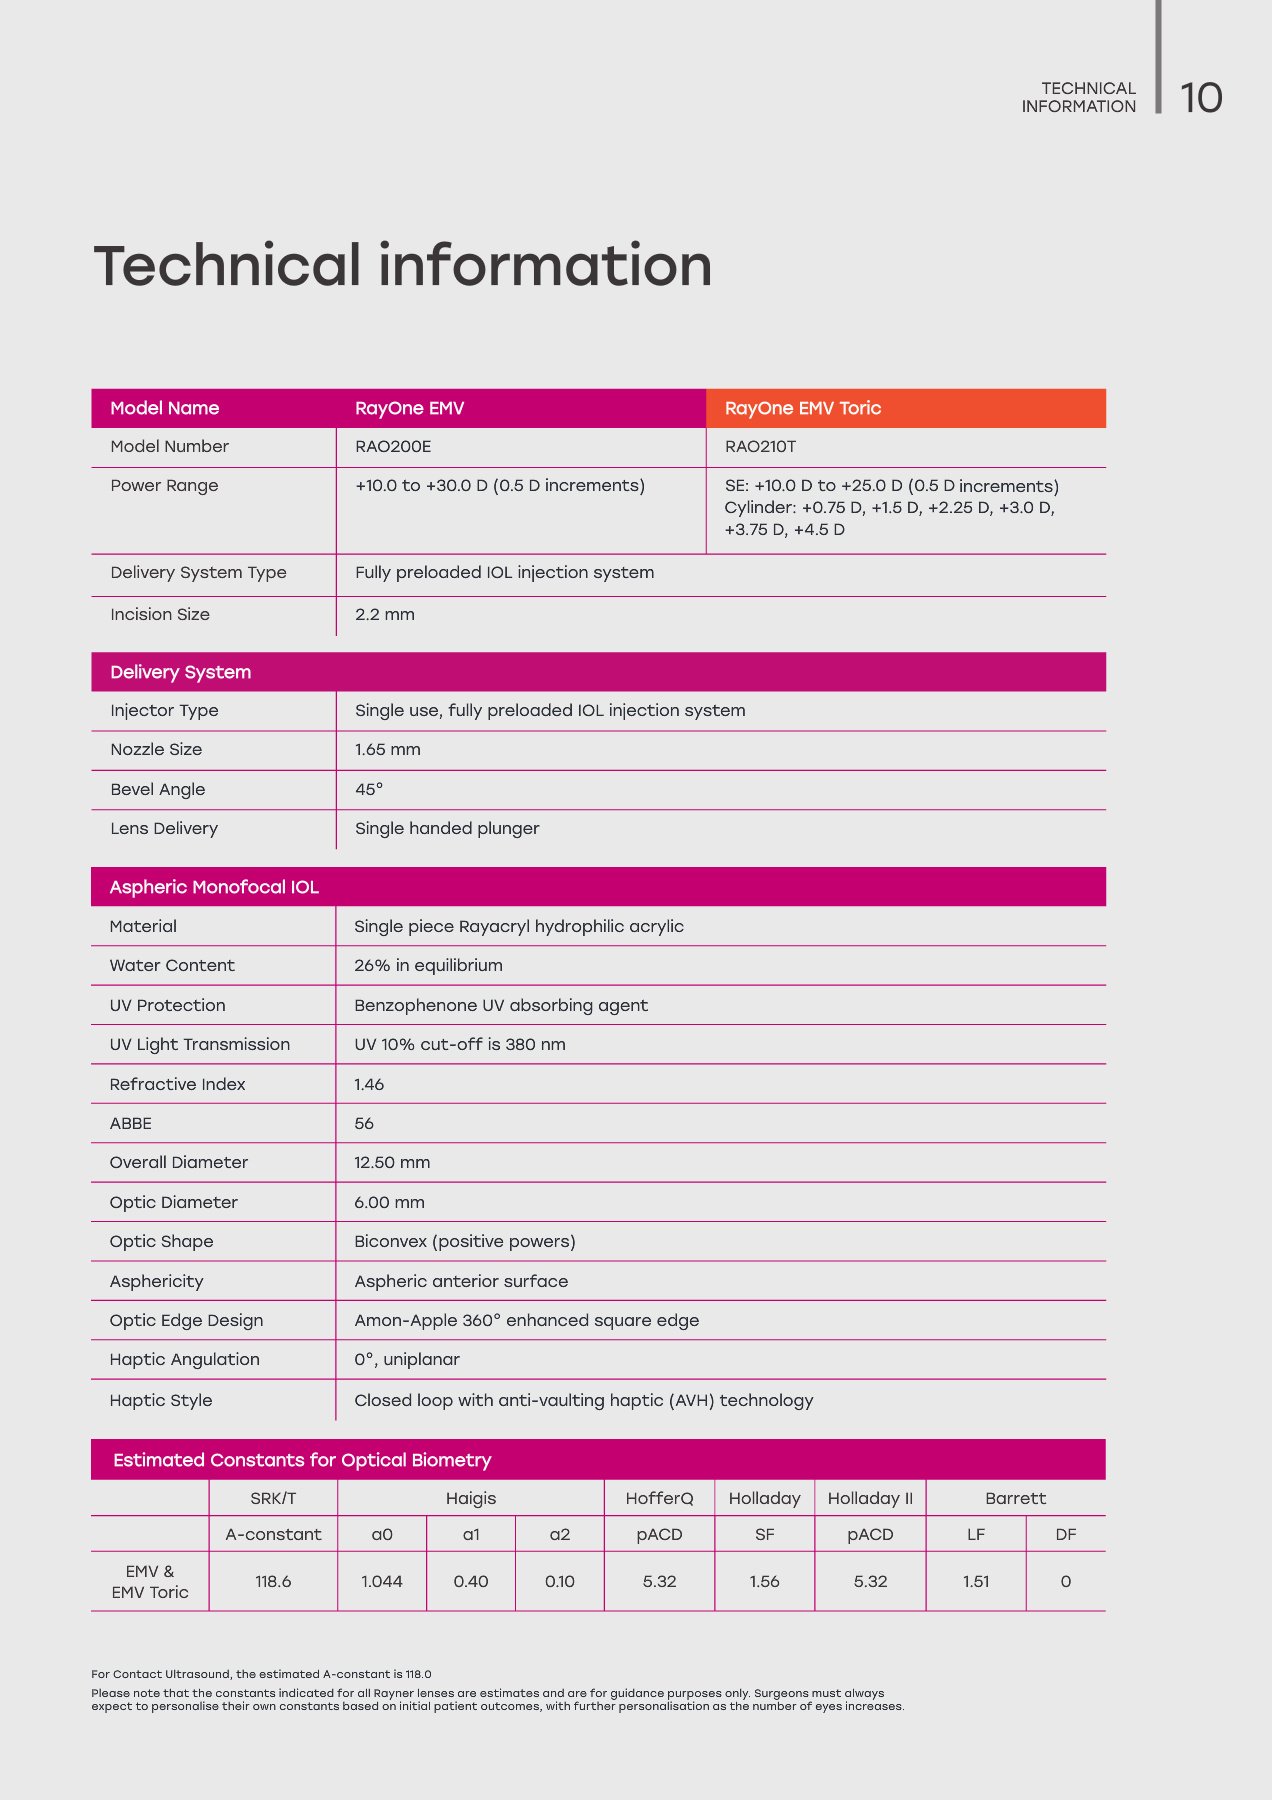 TECHNICAL
INFORMATION
10
Technical information
Model Name RayOne EMV RayOne EMV Toric
Model Number RAO200E RAO210T
Power Range +10.0 to +30.0 D (0.5 D increments) SE: +10.0 D to +25.0 D (0.5 D increments)
Cylinder: +0.75 D, +1.5 D, +2.25 D, +3.0 D,
+3.75 D, +4.5 D
Delivery System Type Fully preloaded IOL injection system
Incision Size 2.2 mm
Delivery System
Injector Type Single use, fully preloaded IOL injection system
Nozzle Size 1.65 mm
Bevel Angle 45°
Lens Delivery Single handed plunger
Aspheric Monofocal IOL
Material Single piece Rayacryl hydrophilic acrylic
Water Content 26% in equilibrium
UV Protection Benzophenone UV absorbing agent
UV Light Transmission UV 10% cut-off is 380 nm
Refractive Index 1.46
ABBE 56
Overall Diameter 12.50 mm
Optic Diameter 6.00 mm
Optic Shape Biconvex (positive powers)
Asphericity Aspheric anterior surface
Optic Edge Design Amon-Apple 360° enhanced square edge
Haptic Angulation 0°, uniplanar
Haptic Style Closed loop with anti-vaulting haptic (AVH) technology
Estimated Constants for Optical Biometry
SRK/T Haigis HofferQ Holladay Holladay II Barrett
A-constant a0 a1 a2 pACD SF pACD LF DF
EMV &
EMV Toric 118.6 1.044 0.40 0.10 5.32 1.56 5.32 1.51 0
For Contact Ultrasound, the estimated A-constant is 118.0
Please note that the constants indicated for all Rayner lenses are estimates and are for guidance purposes only. Surgeons must always
expect to personalise their own constants based on initial patient outcomes, with further personalisation as the number of eyes increases.